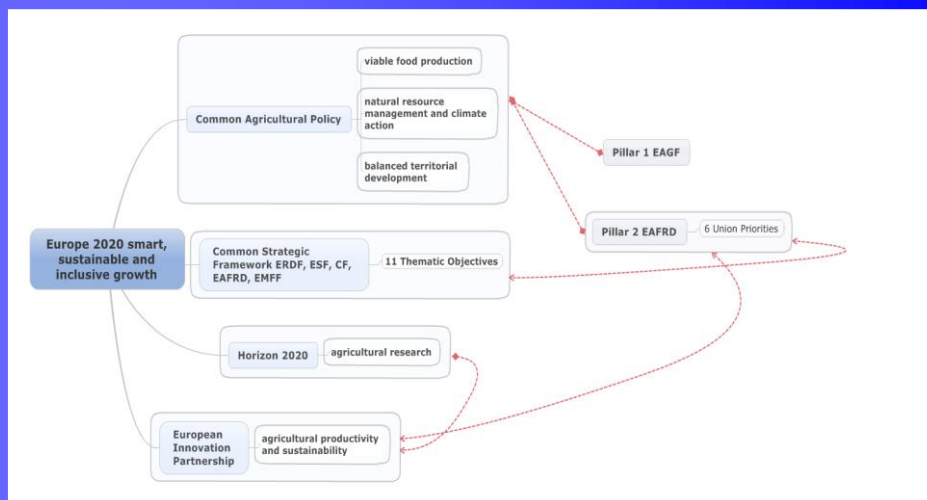 viable food production
Common Agricultural Policy
natural resource
management and climate
action
balanced territorial
development
Pillar 1 EAGF
Pillar 2 EAFRD
6 Union Priorities
Europe 2020 smart,
sustainable and
inclusive growth
Common Strategic
Framework ERDF, ESF, CF,
EAFRD, EMFF
11 Thematic Objectives
Horizon 2020
agricultural research
European
Innovation
Partnership
agricultural productivity
and sustainability